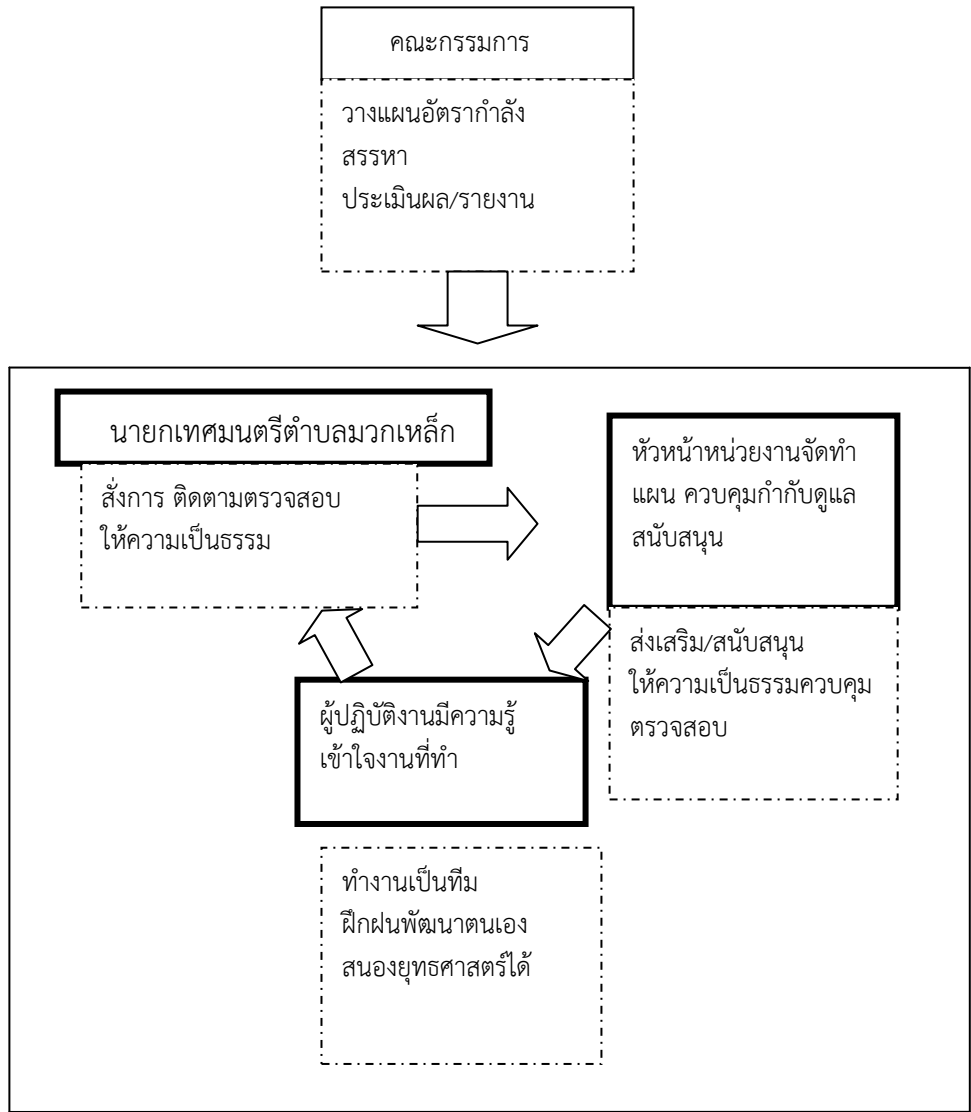 คณะกรรมการ
วางแผนอัตรากำลัง
สรรหา
ประเมินผล/รายงาน
นายกเทศมนตรีตำบลมวกเหล็ก
สั่งการ ติดตามตรวจสอบ
ให้ความเป็นธรรม
หัวหน้าหน่วยงานจัดทำ
แผน ควบคุมกำกับดูแล
สนับสนุน
ส่งเสริม/สนับสนุน
ให้ความเป็นธรรมควบคุม
ตรวจสอบ
ผู้ปฏิบัติงานมีความรู้
เข้าใจงานที่ทำ
ทำงานเป็นทีม
ฝึกฝนพัฒนาตนเอง
สนองยุทธศาสตร์ได้